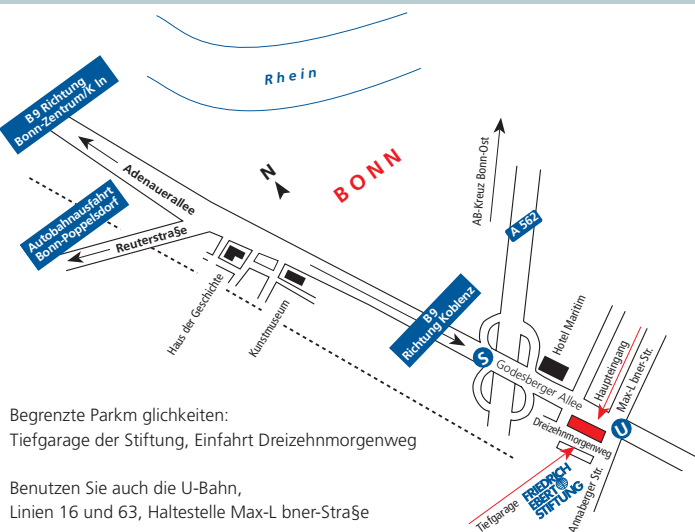 Rhein
B9 Richtung
Bonn-Zentrum/K ln
BONN
N
AB-Kreuz Bonn-Ost
Adenauerallee
A 562
Autobahnausfahrt
Bonn-Poppelsdorf
Reuterstraße
Haus der Geschichte
Kunstmuseum
B9
Richtung Koblenz
Hotel Maritim
Haupteingang
Max-L bner-Str.
S
Godesberger Allee
Begrenzte Parkm glichkeiten:
Tiefgarage der Stiftung, Einfahrt Dreizehnmorgenweg
Dreizehnmorgenweg
U
Benutzen Sie auch die U-Bahn,
Linien 16 und 63, Haltestelle Max-L bner-Straße
Tiefgarage
FRIEDRICH
EBERT
STIFTUNG
Annaberger Str.